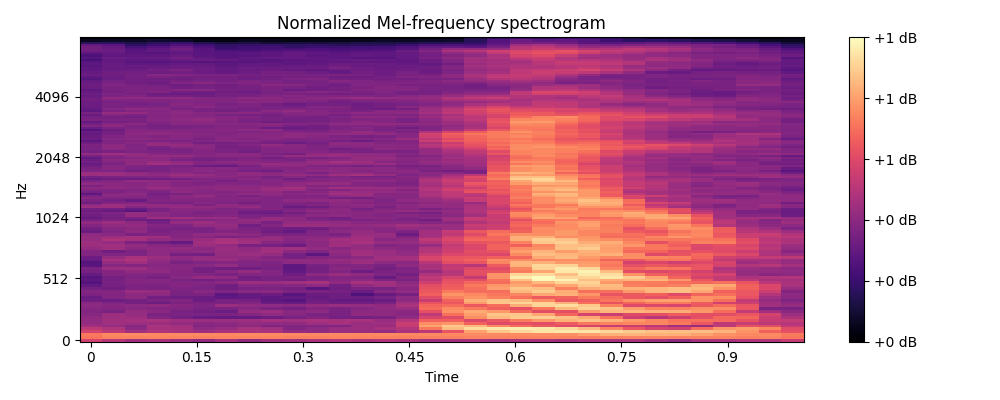 Normalized Mel-frequency spectrogram
Hz
4096
2048
1024
512
0
0 0.15 0.3 0.45 0.6 0.75 0.9
Time
+1 dB
+1 dB
+1 dB
+0 dB
+0 dB
+0 dB